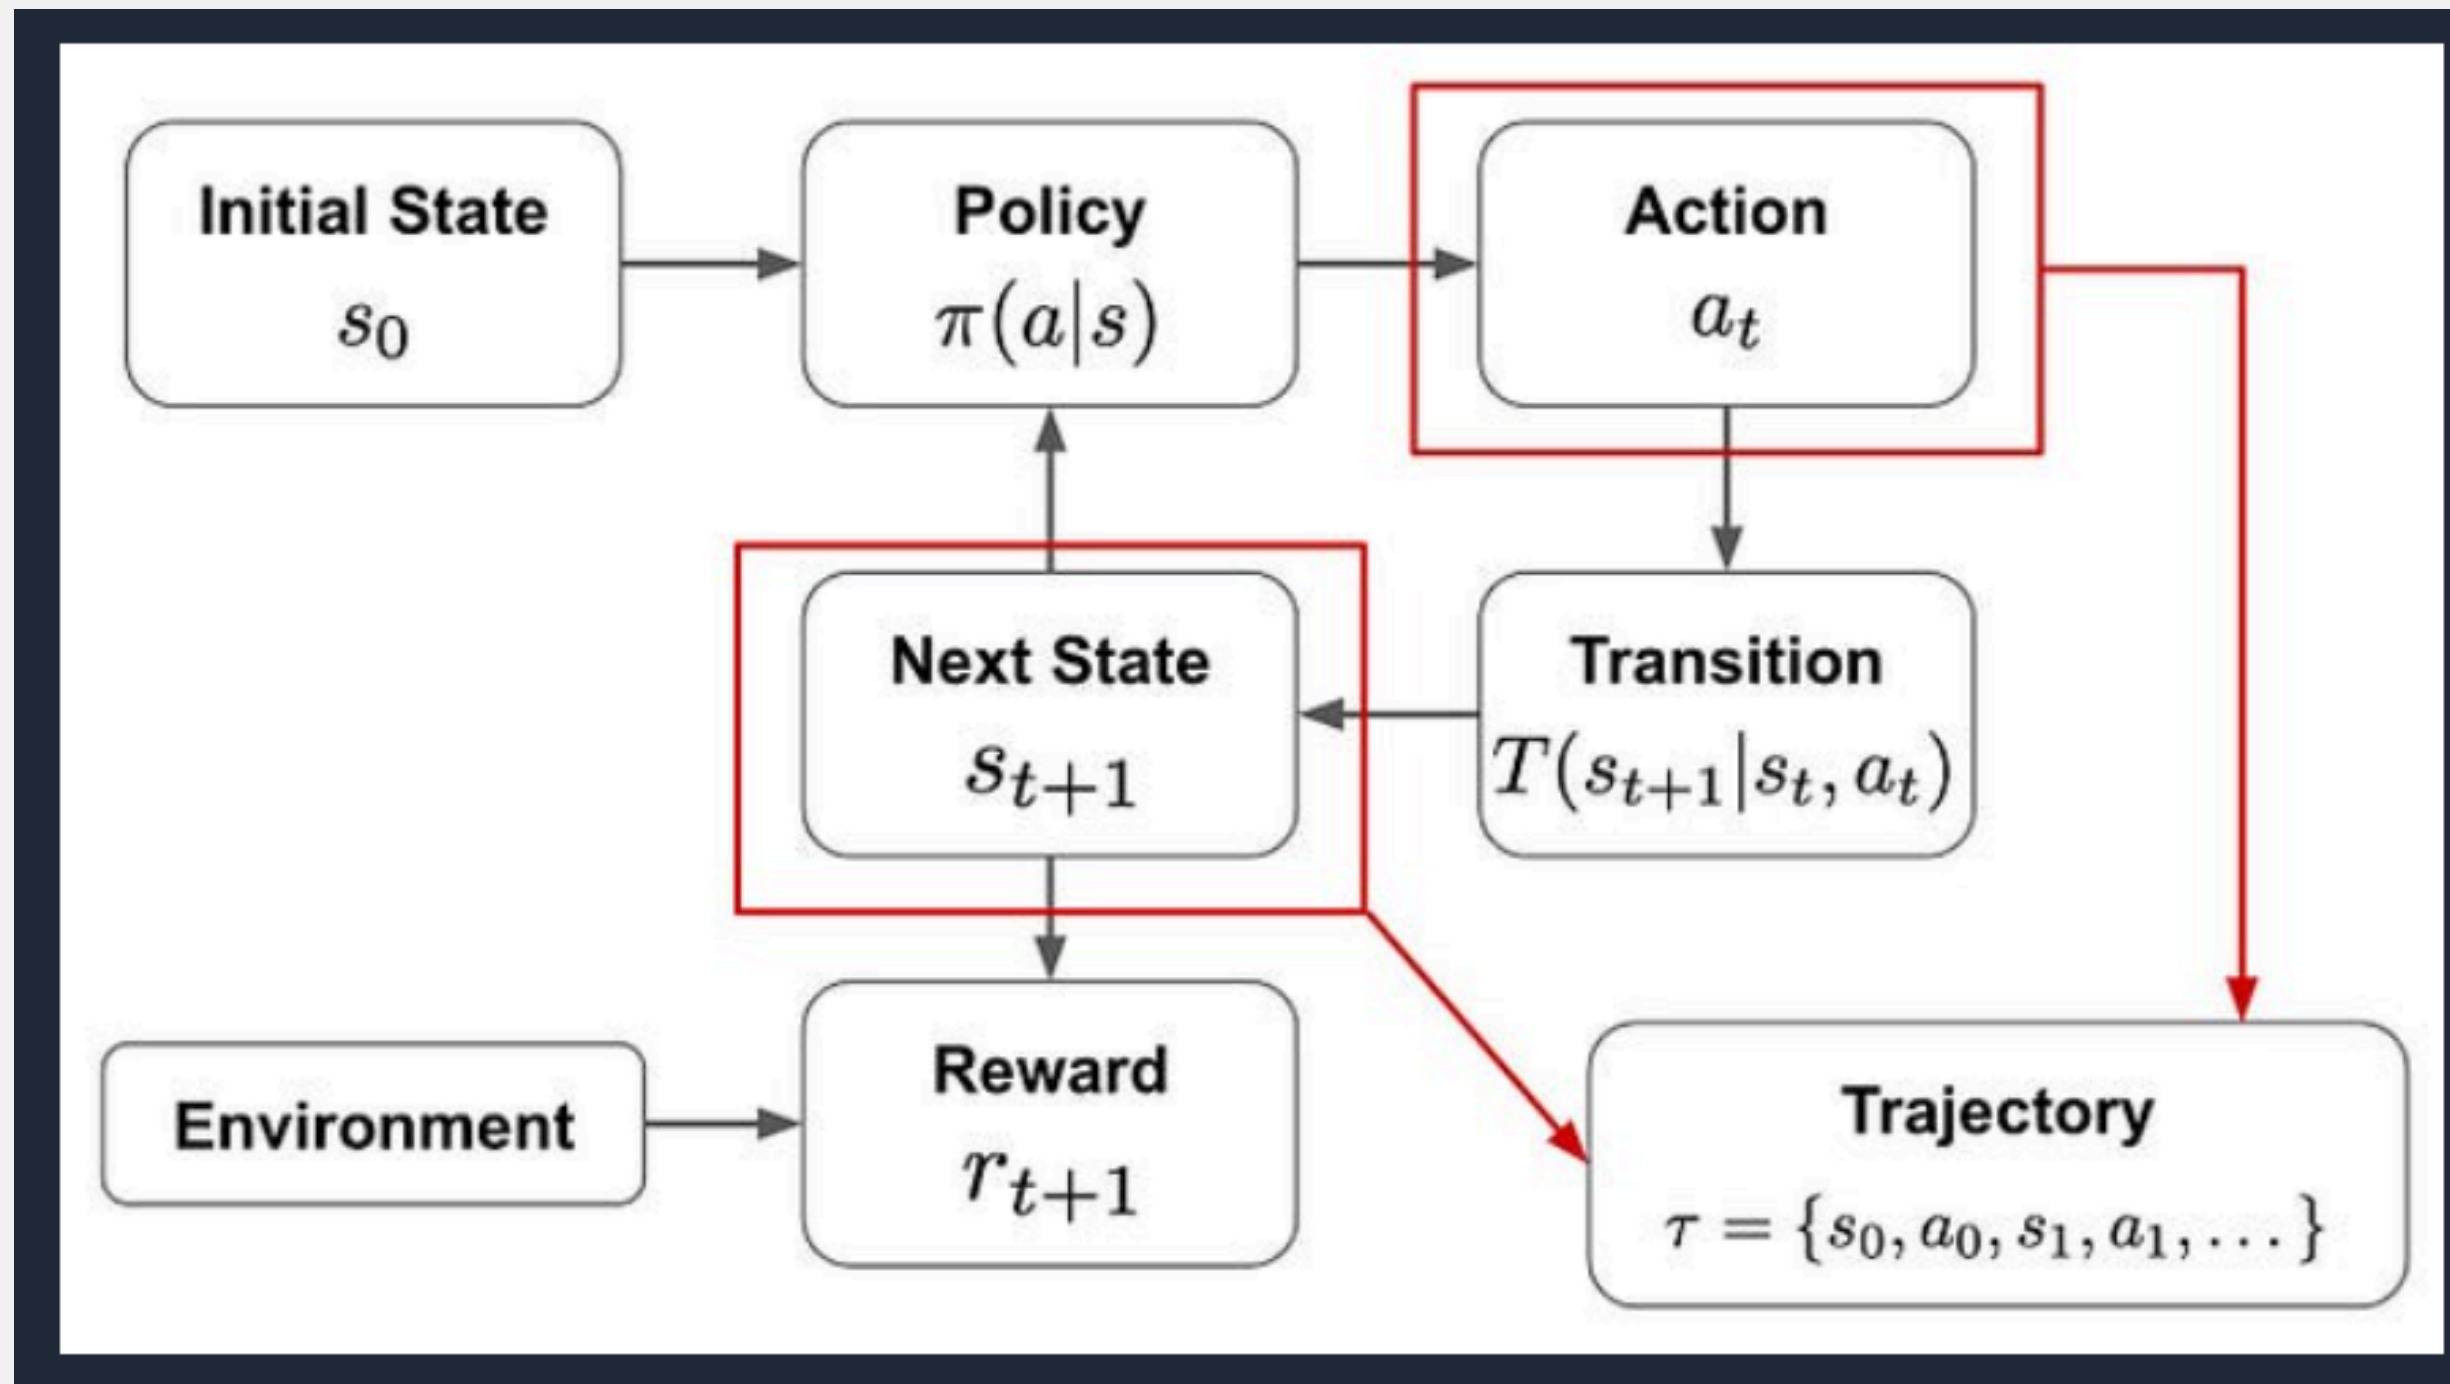 Initial State
s₀
Policy
π(a|s)
Action
aₜ
Next State
sₜ₊₁
Transition
T(sₜ₊₁|sₜ, aₜ)
Environment
Reward
rₜ₊₁
Trajectory
τ = {s₀, a₀, s₁, a₁, . . . }